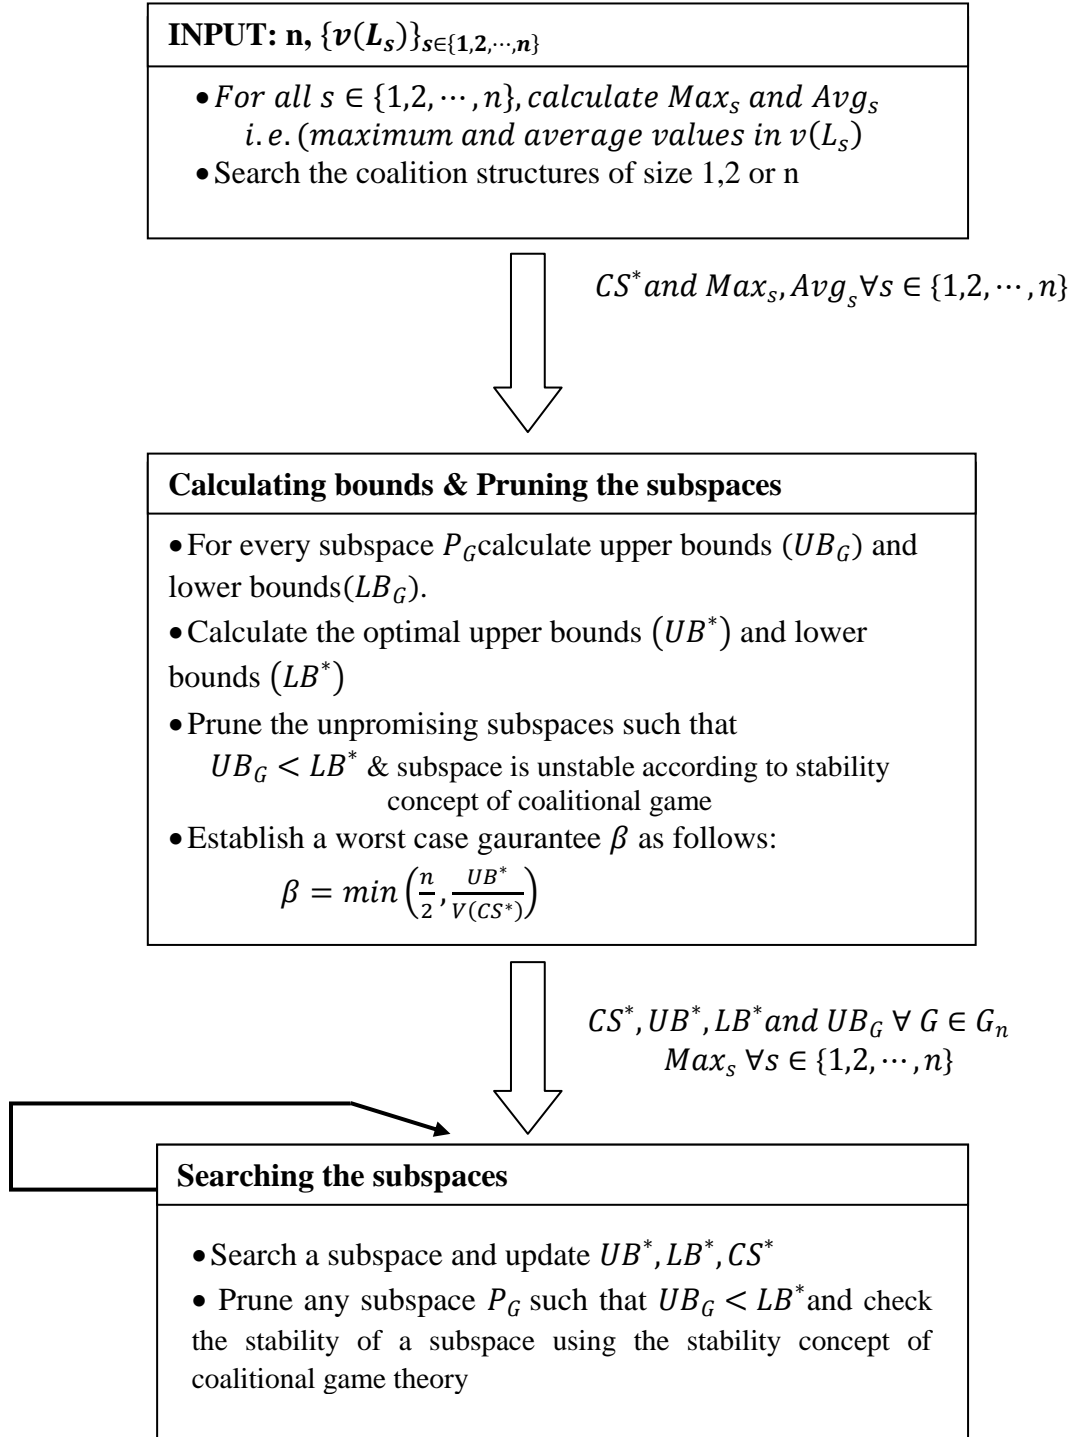 INPUT: n, {v(L_s)}_{s∈{1,2,⋯,n}}
• For all s ∈ {1,2,⋯,n}, calculate Max_s and Avg_s
i.e.(maximum and average values in v(L_s)
• Search the coalition structures of size 1,2 or n
CS* and Max_s, Avg_s ∀s ∈ {1,2,⋯,n}
Calculating bounds & Pruning the subspaces
• For every subspace P_G calculate upper bounds (UB_G) and
lower bounds(LB_G).
• Calculate the optimal upper bounds (UB*) and lower
bounds (LB*)
• Prune the unpromising subspaces such that
UB_G < LB* & subspace is unstable according to stability
concept of coalitional game
• Establish a worst case gaurantee β as follows:
β = min (n/2, UB*/V(CS*))
CS*, UB*, LB* and UB_G ∀ G ∈ G_n
Max_s ∀s ∈ {1,2,⋯,n}
Searching the subspaces
• Search a subspace and update UB*, LB*, CS*
• Prune any subspace P_G such that UB_G < LB* and check
the stability of a subspace using the stability concept of
coalitional game theory